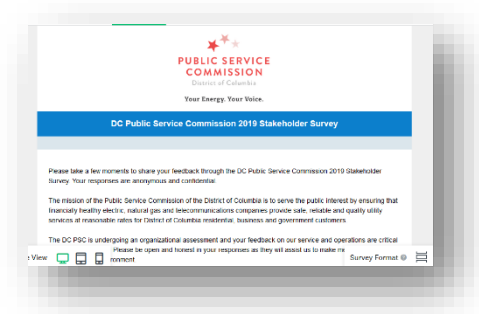 PUBLIC SERVICE
COMMISSION
District of Columbia
Your Energy. Your Voice.
DC Public Service Commission 2019 Stakeholder Survey
Please take a few moments to share your feedback through the DC Public Service Commission 2019 Stakeholder
Survey. Your responses are anonymous and confidential
The mission of the Public Service Commission of the District of Columbia is to serve the public interest by ensuring that
financially healthy electric, natural gas and telecommunications companies provide safe, reliable and quality utility
services at reasonable rates for District of Columbia residential, business and government customers.
The DC PSC is undergoing an organizational assessment and your feedback on our service and operations are critical
Please be open and honest in your responses as they will assist us to make
View
ronment
Survey Format